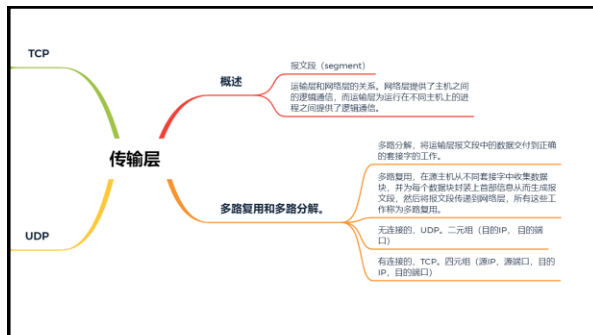 TCP
UDP
传输层
概述
报文段（segment）
运输层和网络层的关系。网络层提供了主机之间
的逻辑通信，而运输层为运行在不同主机上的进
程之间提供了逻辑通信。
多路复用和多路分解。
多路分解，将运输层报文段中的数据交付到正确
的套接字的工作。
多路复用，在源主机从不同套接字中收集数据
块，并为每个数据块封装上首部信息从而生成报
文段，然后将报文段传递到网络层，所有这些工
作称为多路复用。
无连接的，UDP。二元组（目的IP， 目的端
口）
有连接的，TCP。四元组（源IP，源端口，目的
IP，目的端口）